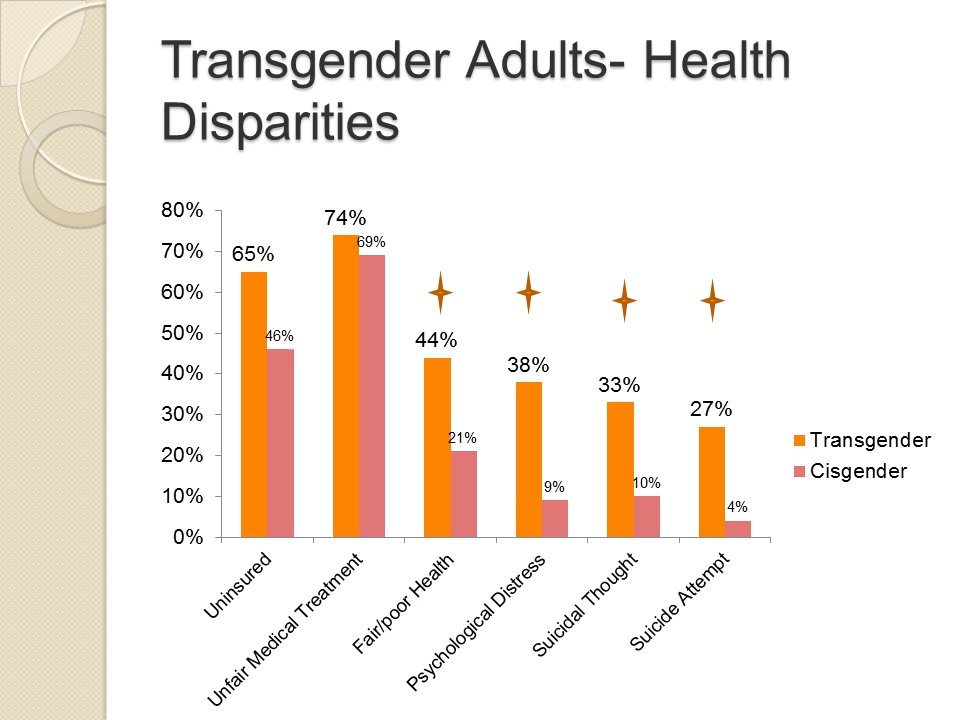 Transgender Adults- Health
Disparities
80%
70%
60%
50%
40%
30%
20%
10%
0%
65%
46%
74%
69%
44%
21%
38%
9%
33%
10%
27%
4%
Uninsured
Unfair Medical Treatment
Fair/poor Health
Psychological Distress
Suicidal Thought
Suicide Attempt
Transgender
Cisgender